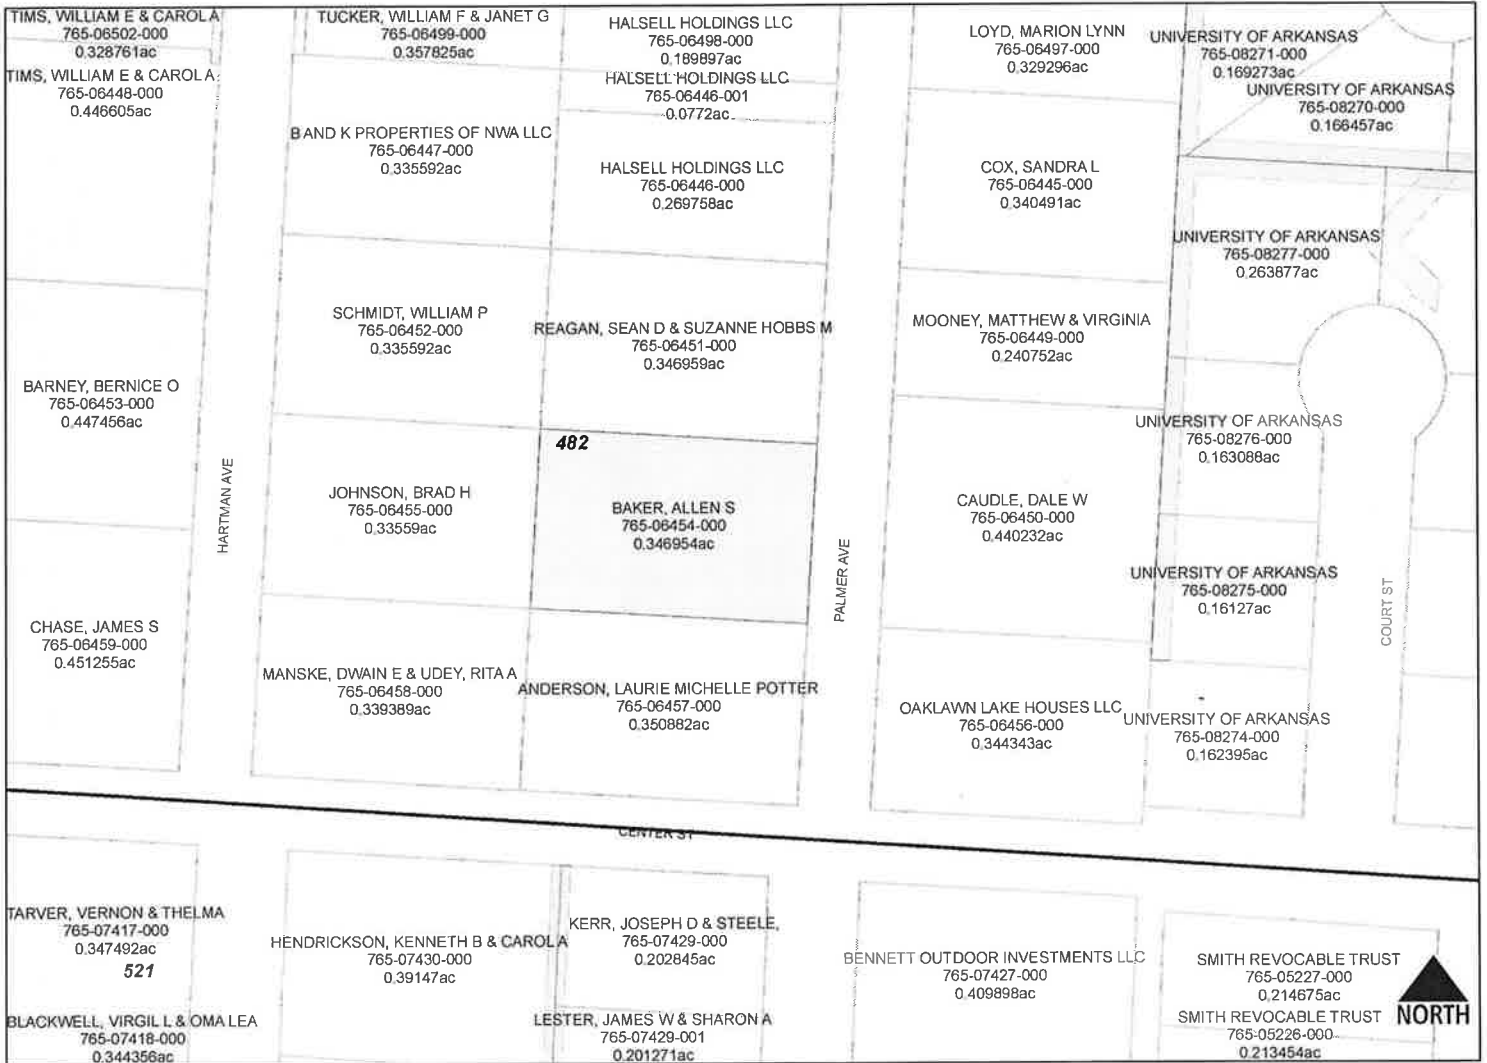 TIMS, WILLIAM E & CAROL A
765-06502-000
0.328761ac
TUCKER, WILLIAM F & JANET G
765-06499-000
0.357825ac
HALSELL HOLDINGS LLC
765-06498-000
0.189897ac
LOYD, MARION LYNN
765-06497-000
0.329296ac
UNIVERSITY OF ARKANSAS
765-08271-000
0.169273ac
TIMS, WILLIAM E & CAROL A
765-06448-000
0.446605ac
HALSELL HOLDINGS LLC
765-06446-001
0.0772ac
UNIVERSITY OF ARKANSAS
765-08270-000
0.166457ac
B AND K PROPERTIES OF NWA LLC
765-06447-000
0.335592ac
HALSELL HOLDINGS LLC
765-06446-000
0.269758ac
COX, SANDRA L
765-06445-000
0.340491ac
UNIVERSITY OF ARKANSAS
765-08277-000
0.263877ac
SCHMIDT, WILLIAM P
765-06452-000
0.335592ac
REAGAN, SEAN D & SUZANNE HOBBS M
765-06451-000
0.346959ac
MOONEY, MATTHEW & VIRGINIA
765-06449-000
0.240752ac
BARNEY, BERNICE O
765-06453-000
0.447456ac
482
UNIVERSITY OF ARKANSAS
765-08276-000
0.163088ac
HARTMAN AVE
JOHNSON, BRAD H
765-06455-000
0.33559ac
BAKER, ALLEN S
765-06454-000
0.346954ac
PALMER AVE
CAUDLE, DALE W
765-06450-000
0.440232ac
UNIVERSITY OF ARKANSAS
765-08275-000
0.16127ac
COURT ST
CHASE, JAMES S
765-06459-000
0.451255ac
MANSKE, DWAIN E & UDEY, RITA A
765-06458-000
0.339389ac
ANDERSON, LAURIE MICHELLE POTTER
765-06457-000
0.350882ac
OAKLAWN LAKE HOUSES LLC
765-06456-000
0.344343ac
UNIVERSITY OF ARKANSAS
765-08274-000
0.162395ac
CENTER ST
TARVER, VERNON & THELMA
765-07417-000
0.347492ac
521
HENDRICKSON, KENNETH B & CAROL A
765-07430-000
0.39147ac
KERR, JOSEPH D & STEELE,
765-07429-000
0.202845ac
BENNETT OUTDOOR INVESTMENTS LLC
765-07427-000
0.409898ac
SMITH REVOCABLE TRUST
765-05227-000
0.214675ac
NORTH
BLACKWELL, VIRGIL L & OMA LEA
765-07418-000
0.344356ac
LESTER, JAMES W & SHARON A
765-07429-001
0.201271ac
SMITH REVOCABLE TRUST
765-05226-000
0.213454ac